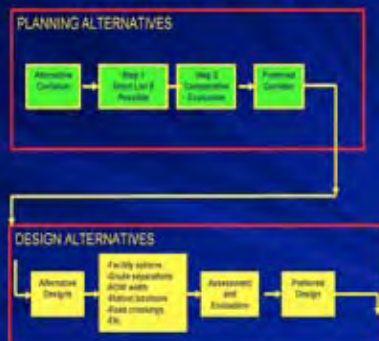 PLANNING ALTERNATIVES
Alternative
Corridors
Step 1
Short List if
Possible
Step 2
Comparative
Evaluation
Preferred
Corridor
DESIGN ALTERNATIVES
Alternative
Designs
-Facility options
-Grade separations
-ROW width
-Station locations
-Road crossings
-Etc.
Assessment
and
Evaluation
Preferred
Design